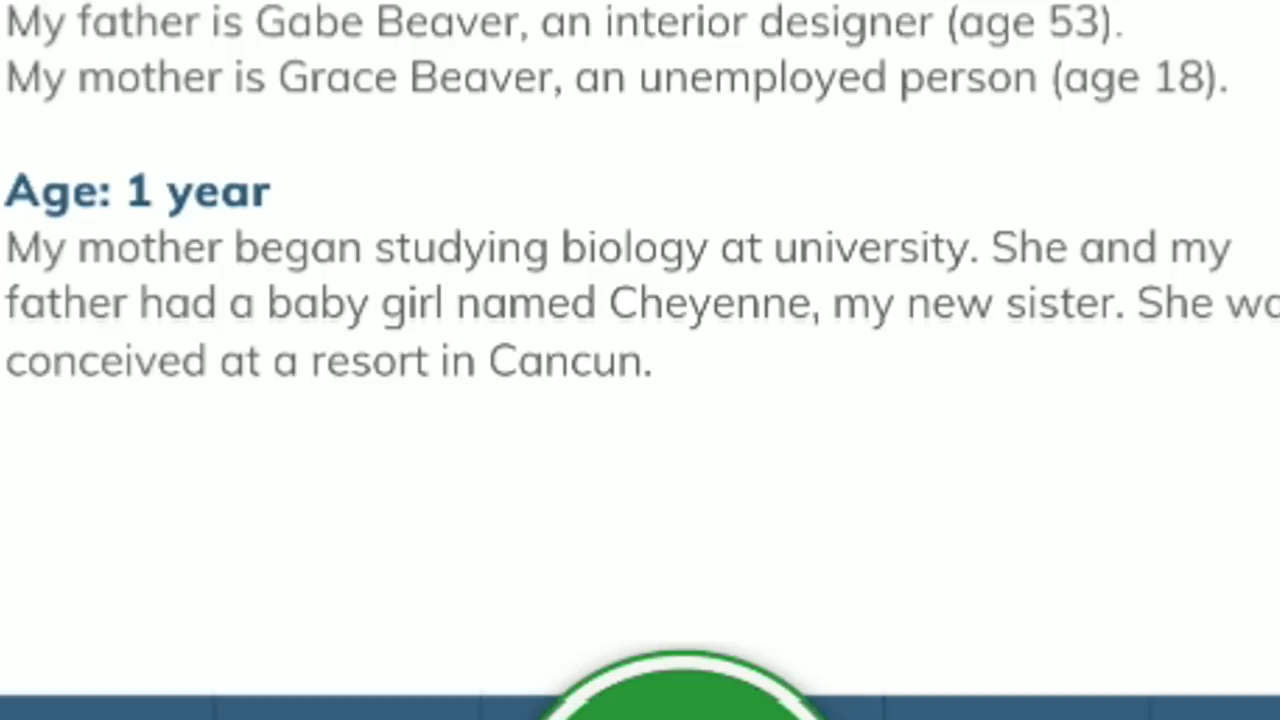 My father is Gabe Beaver, an interior designer (age 53).
My mother is Grace Beaver, an unemployed person (age 18).
Age: 1 year
My mother began studying biology at university. She and my
father had a baby girl named Cheyenne, my new sister. She
conceived at a resort in Cancun.